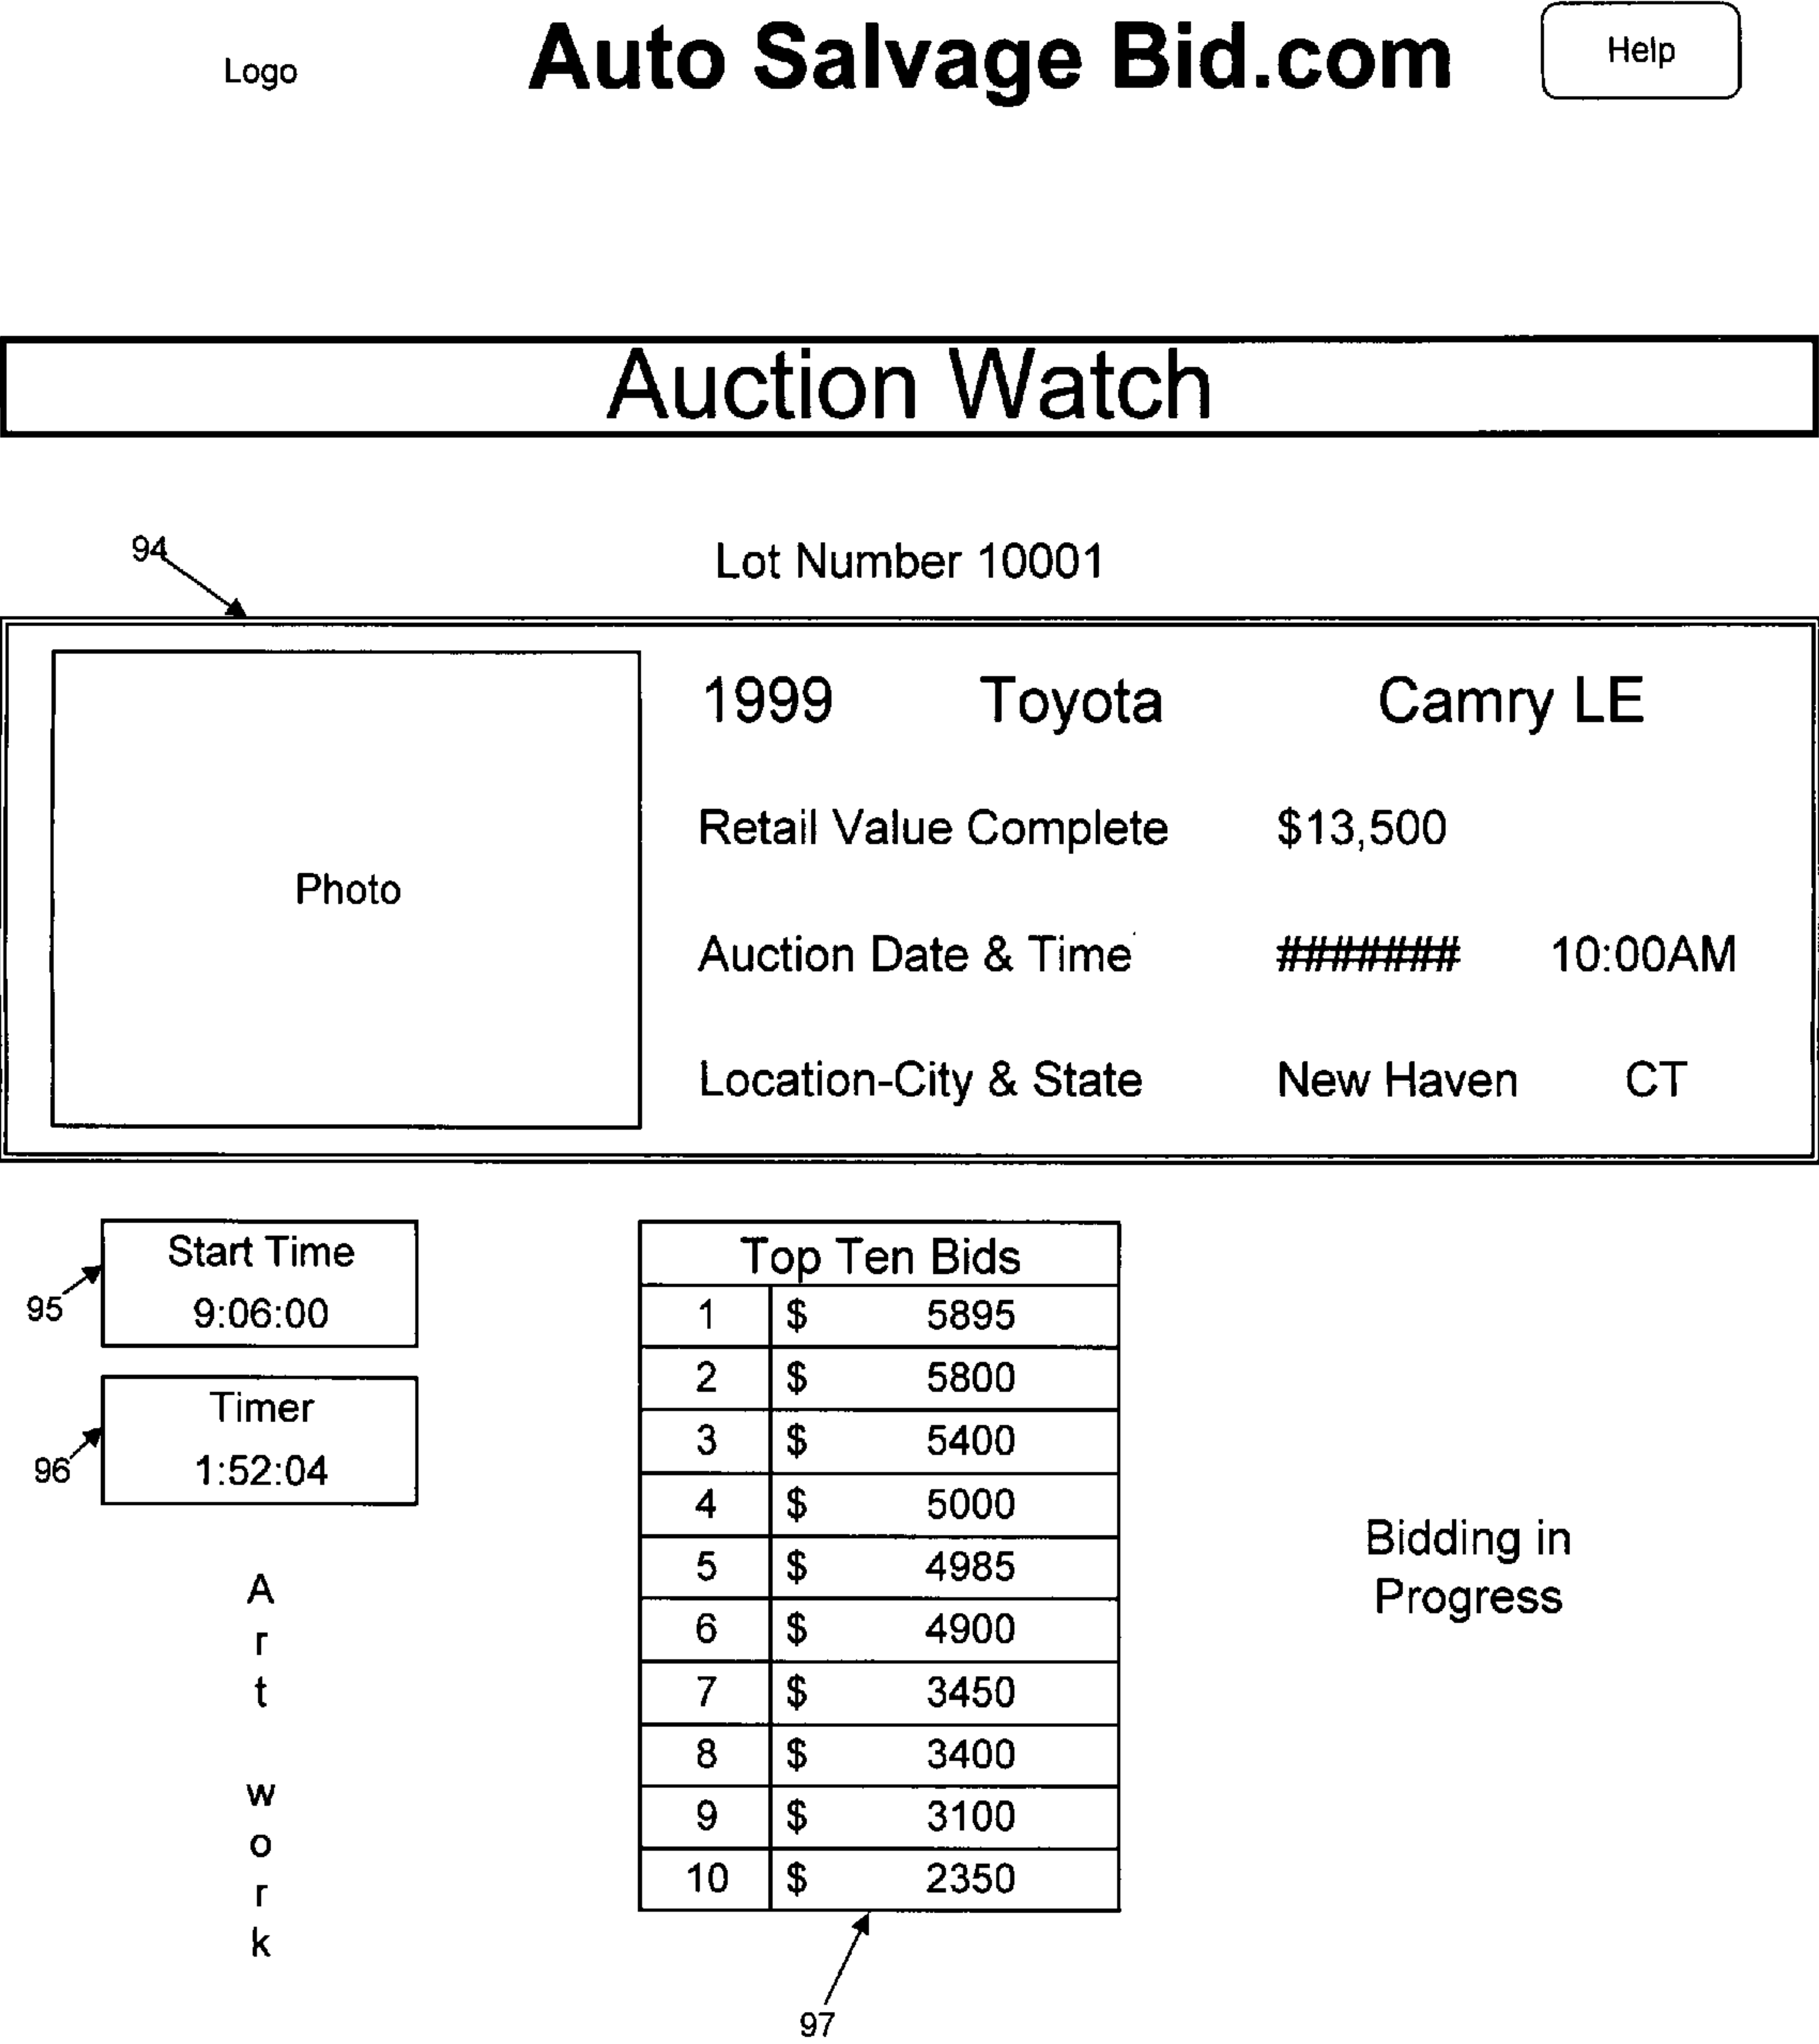 Logo
Auto Salvage Bid.com
Help
Auction Watch
94
Lot Number 10001
Photo
1999 Toyota Camry LE
Retail Value Complete $13,500
Auction Date & Time ####### 10:00AM
Location-City & State New Haven CT
Start Time
9:06:00
95
Timer
1:52:04
96
Art work
Top Ten Bids
1 $ 5895
2 $ 5800
3 $ 5400
4 $ 5000
5 $ 4985
6 $ 4900
7 $ 3450
8 $ 3400
9 $ 3100
10 $ 2350
97
Bidding in
Progress